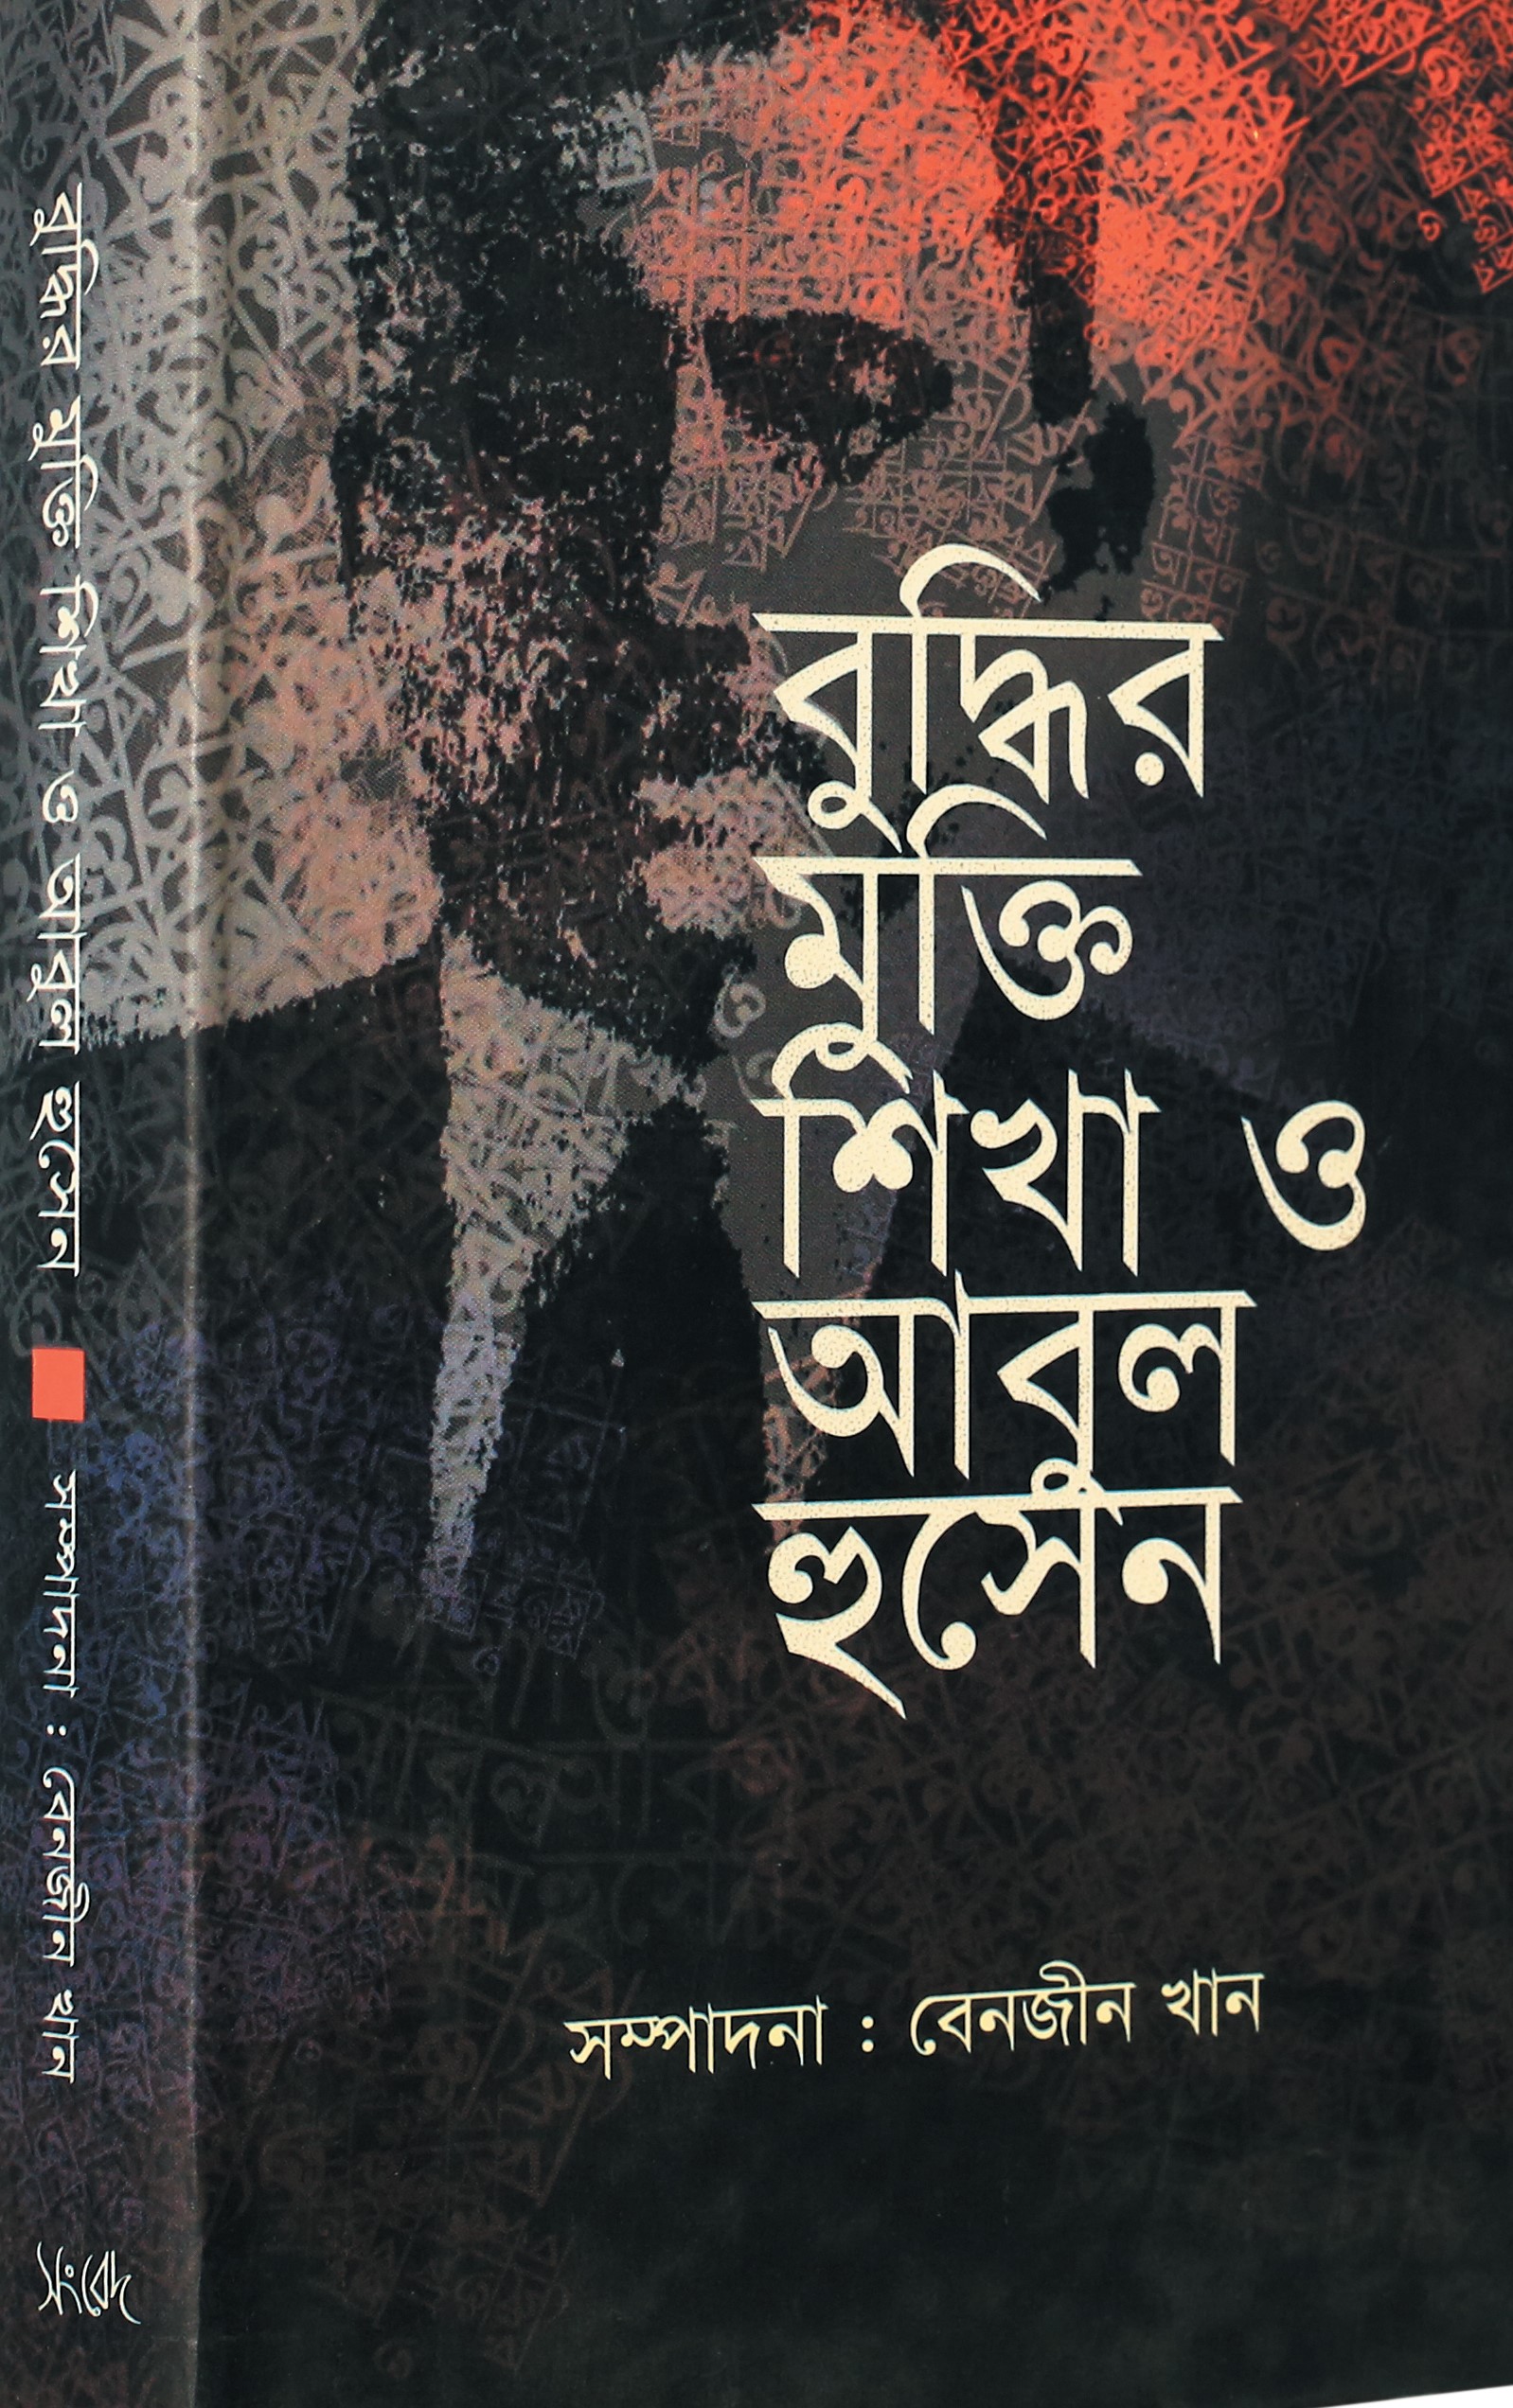 বুদ্ধির
মুক্তি
শিখা ও
আবুল
হুসেন
সম্পাদনা : বেনজীন খান
বুদ্ধির মুক্তি শিখা ও আবুল হুসেন সম্পাদনা : বেনজীন খান
সংবেদ